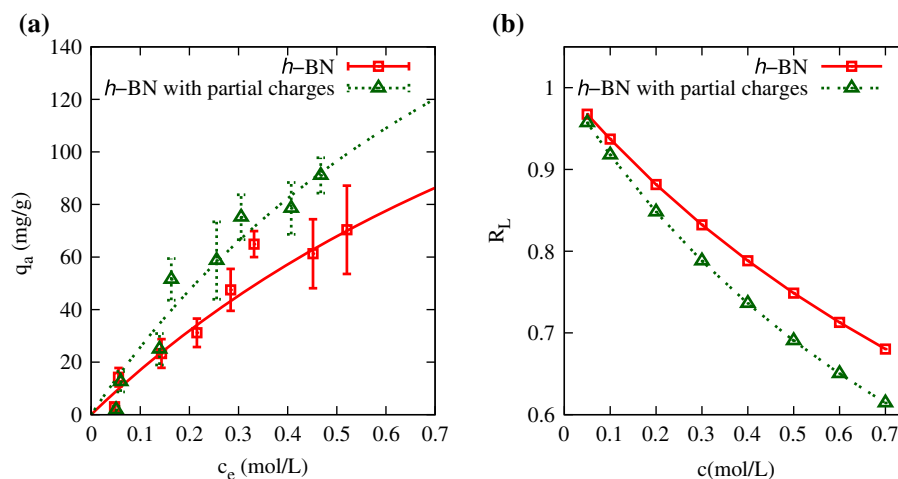 (a)
140
120
100
80
60
40
20
0
0 0.1 0.2 0.3 0.4 0.5 0.6 0.7
qa (mg/g)
ce (mol/L)
h–BN
h–BN with partial charges
(b)
1
0.9
0.8
0.7
0.6
0 0.1 0.2 0.3 0.4 0.5 0.6 0.7
RL
c(mol/L)
h–BN
h–BN with partial charges